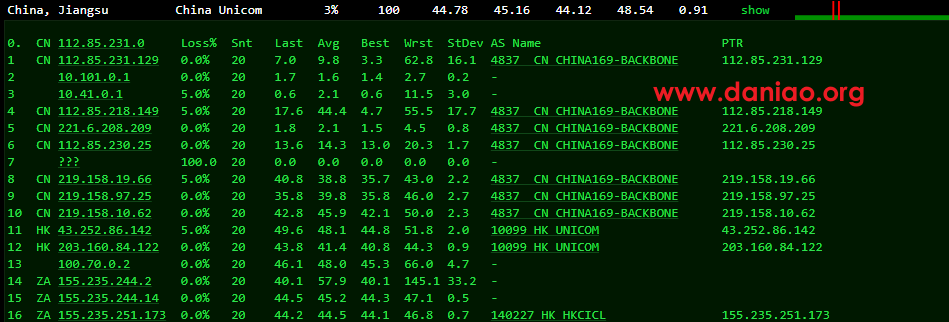 China, Jiangsu China Unicom 3% 100 44.78 45.16 44.12 48.54 0.91 show
0. CN 112.85.231.0 Loss% Snt Last Avg Best Wrst StDev AS Name PTR
1 CN 112.85.231.129 0.0% 20 7.0 9.8 3.3 62.8 16.1 4837 CN CHINA169-BACKBONE 112.85.231.129
2 10.101.0.1 0.0% 20 1.7 1.6 1.4 2.7 0.2 -
3 10.41.0.1 5.0% 20 0.6 2.1 0.6 11.5 3.0 -
www.daniao.org
4 CN 112.85.218.149 5.0% 20 17.6 44.4 4.7 55.5 17.7 4837 CN CHINA169-BACKBONE 112.85.218.149
5 CN 221.6.208.209 0.0% 20 1.8 2.1 1.5 4.5 0.8 4837 CN CHINA169-BACKBONE 221.6.208.209
6 CN 112.85.230.25 0.0% 20 13.6 14.3 13.0 20.3 1.7 4837 CN CHINA169-BACKBONE 112.85.230.25
7 ??? 100.0 20 0.0 0.0 0.0 0.0 0.0 -
8 CN 219.158.19.66 5.0% 20 40.8 38.8 35.7 43.0 2.2 4837 CN CHINA169-BACKBONE 219.158.19.66
9 CN 219.158.97.25 0.0% 20 35.8 39.8 35.8 46.0 2.7 4837 CN CHINA169-BACKBONE 219.158.97.25
10 CN 219.158.10.62 0.0% 20 42.8 45.9 42.1 50.0 2.3 4837 CN CHINA169-BACKBONE 219.158.10.62
11 HK 43.252.86.142 5.0% 20 49.6 48.1 44.8 51.8 2.0 10099 HK UNICOM 43.252.86.142
12 HK 203.160.84.122 0.0% 20 43.8 41.4 40.8 44.3 0.9 10099 HK UNICOM 203.160.84.122
13 100.70.0.2 0.0% 20 46.1 48.0 45.3 66.0 4.7 -
14 ZA 155.235.244.2 0.0% 20 40.1 57.9 40.1 145.1 33.2 -
15 ZA 155.235.244.14 0.0% 20 44.5 45.2 44.3 47.1 0.5 -
16 ZA 155.235.251.173 0.0% 20 44.2 44.5 44.1 46.8 0.7 140227 HK HKCICL 155.235.251.173